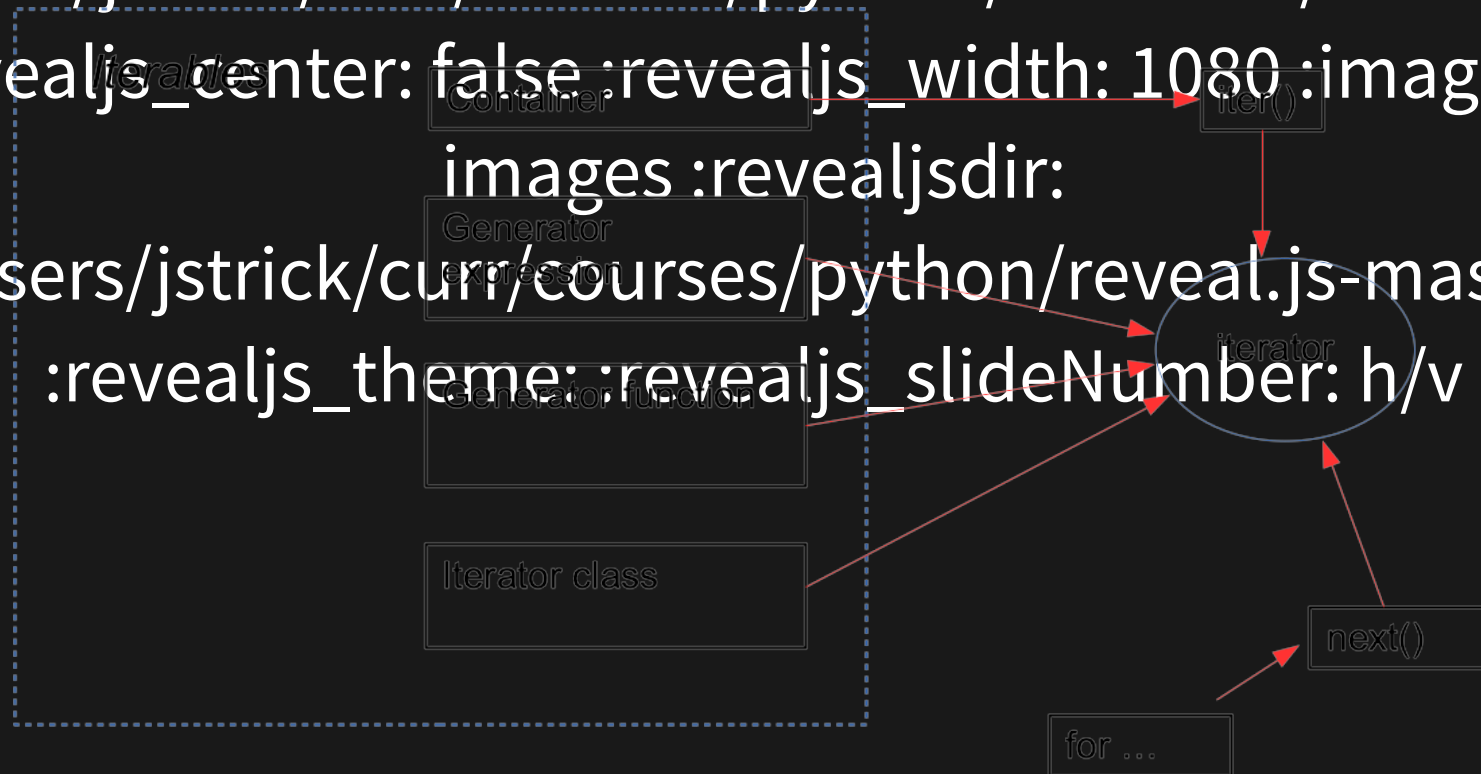 vealjs_center: false :revealjs_width: 1080 :imag
Iterables
Container
iter()
images :revealjsdir:
Generator
expression
sers/jstrick/curr/courses/python/reveal.js-mas
iterator
:revealjs_theme: :revealjs_slideNumber: h/v
Generator function
Iterator class
next()
for ...